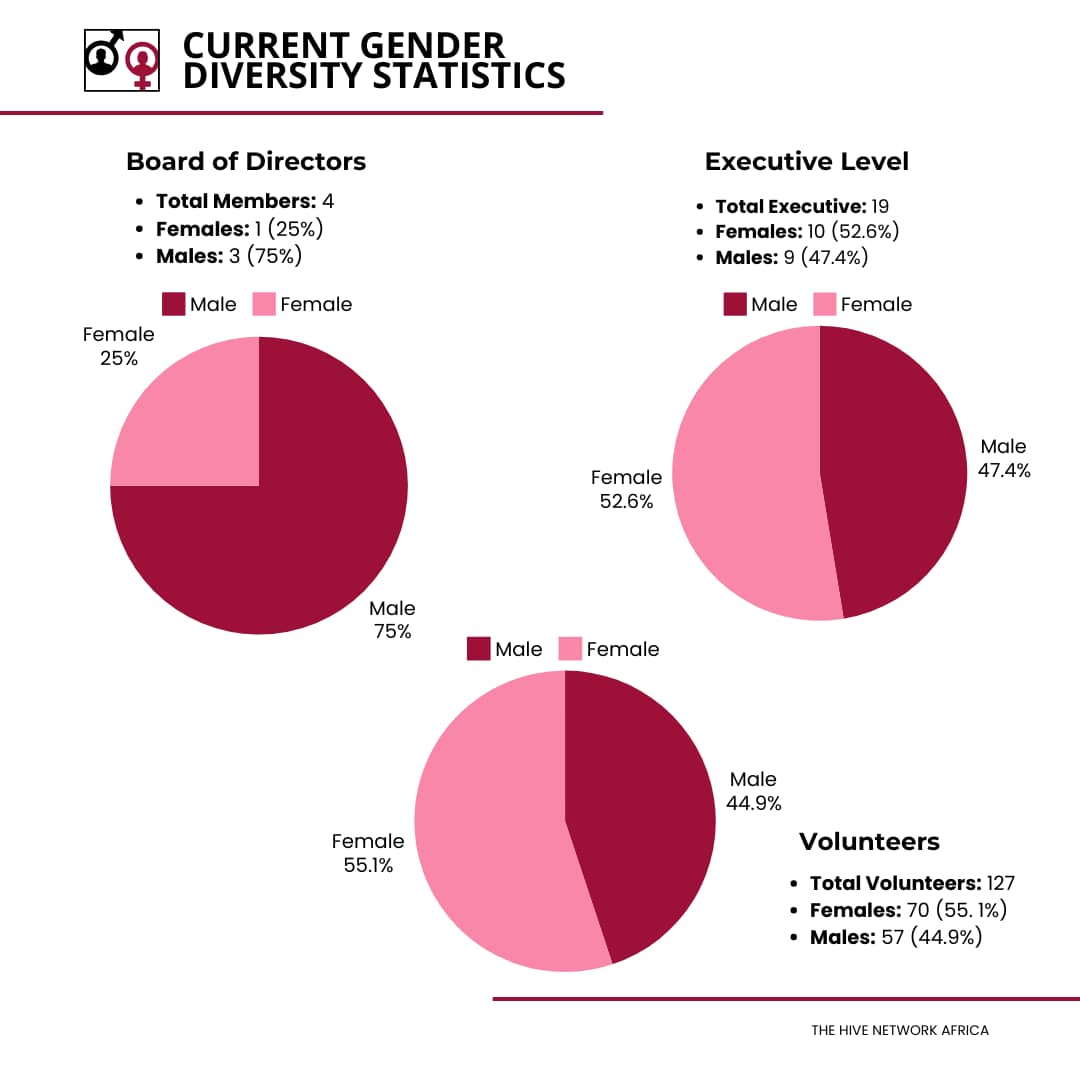 CURRENT GENDER
DIVERSITY STATISTICS
Board of Directors
• Total Members: 4
• Females: 1 (25%)
• Males: 3 (75%)
Male Female
Female
25%
Male
75%
Executive Level
• Total Executive: 19
• Females: 10 (52.6%)
• Males: 9 (47.4%)
Male Female
Male
47.4%
Female
52.6%
Male Female
Male
44.9%
Female
55.1%
Volunteers
• Total Volunteers: 127
• Females: 70 (55. 1%)
• Males: 57 (44.9%)
THE HIVE NETWORK AFRICA